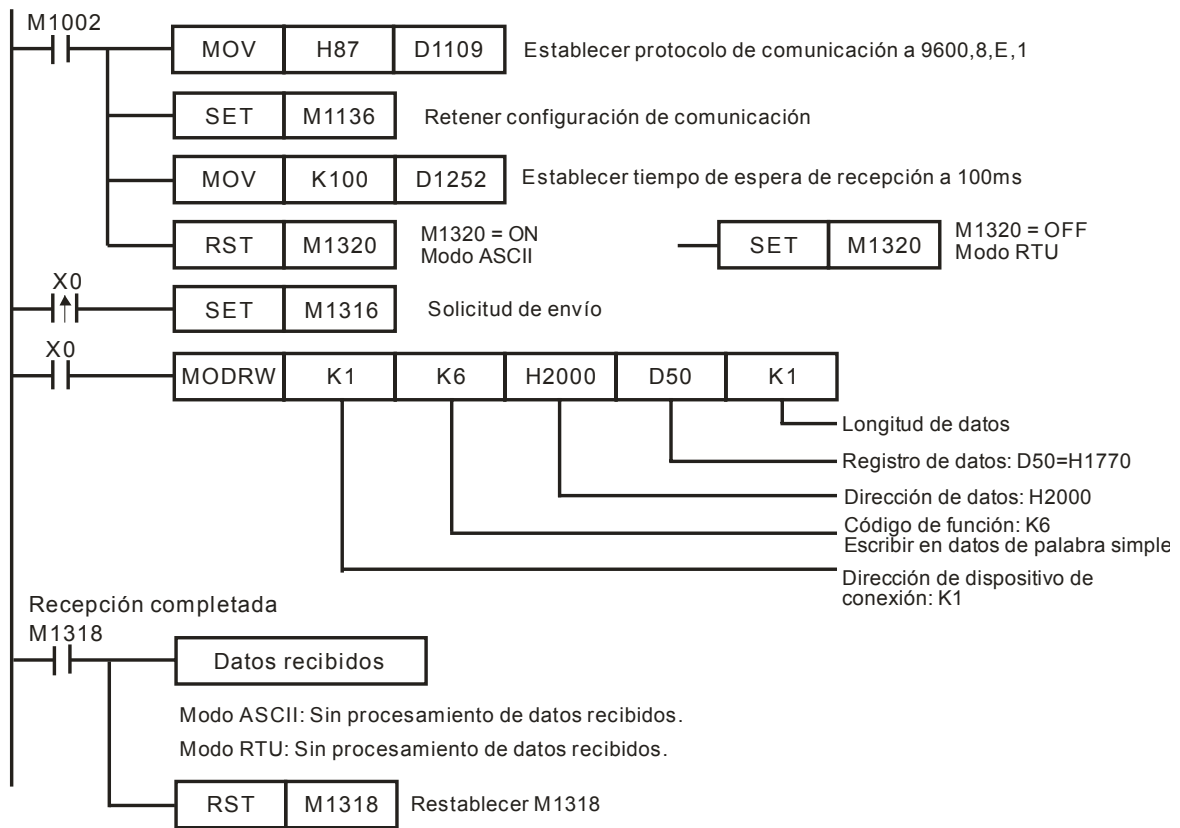 M1002
MOV H87 D1109 Establecer protocolo de comunicación a 9600,8,E,1
SET M1136 Retener configuración de comunicación
MOV K100 D1252 Establecer tiempo de espera de recepción a 100ms
RST M1320 M1320 = ON
Modo ASCII
SET M1320 M1320 = OFF
Modo RTU
X0
SET M1316 Solicitud de envío
X0
MODRW K1 K6 H2000 D50 K1
Longitud de datos
Registro de datos: D50=H1770
Dirección de datos: H2000
Código de función: K6
Escribir en datos de palabra simple
Dirección de dispositivo de
conexión: K1
Recepción completada
M1318
Datos recibidos
Modo ASCII: Sin procesamiento de datos recibidos.
Modo RTU: Sin procesamiento de datos recibidos.
RST M1318 Restablecer M1318